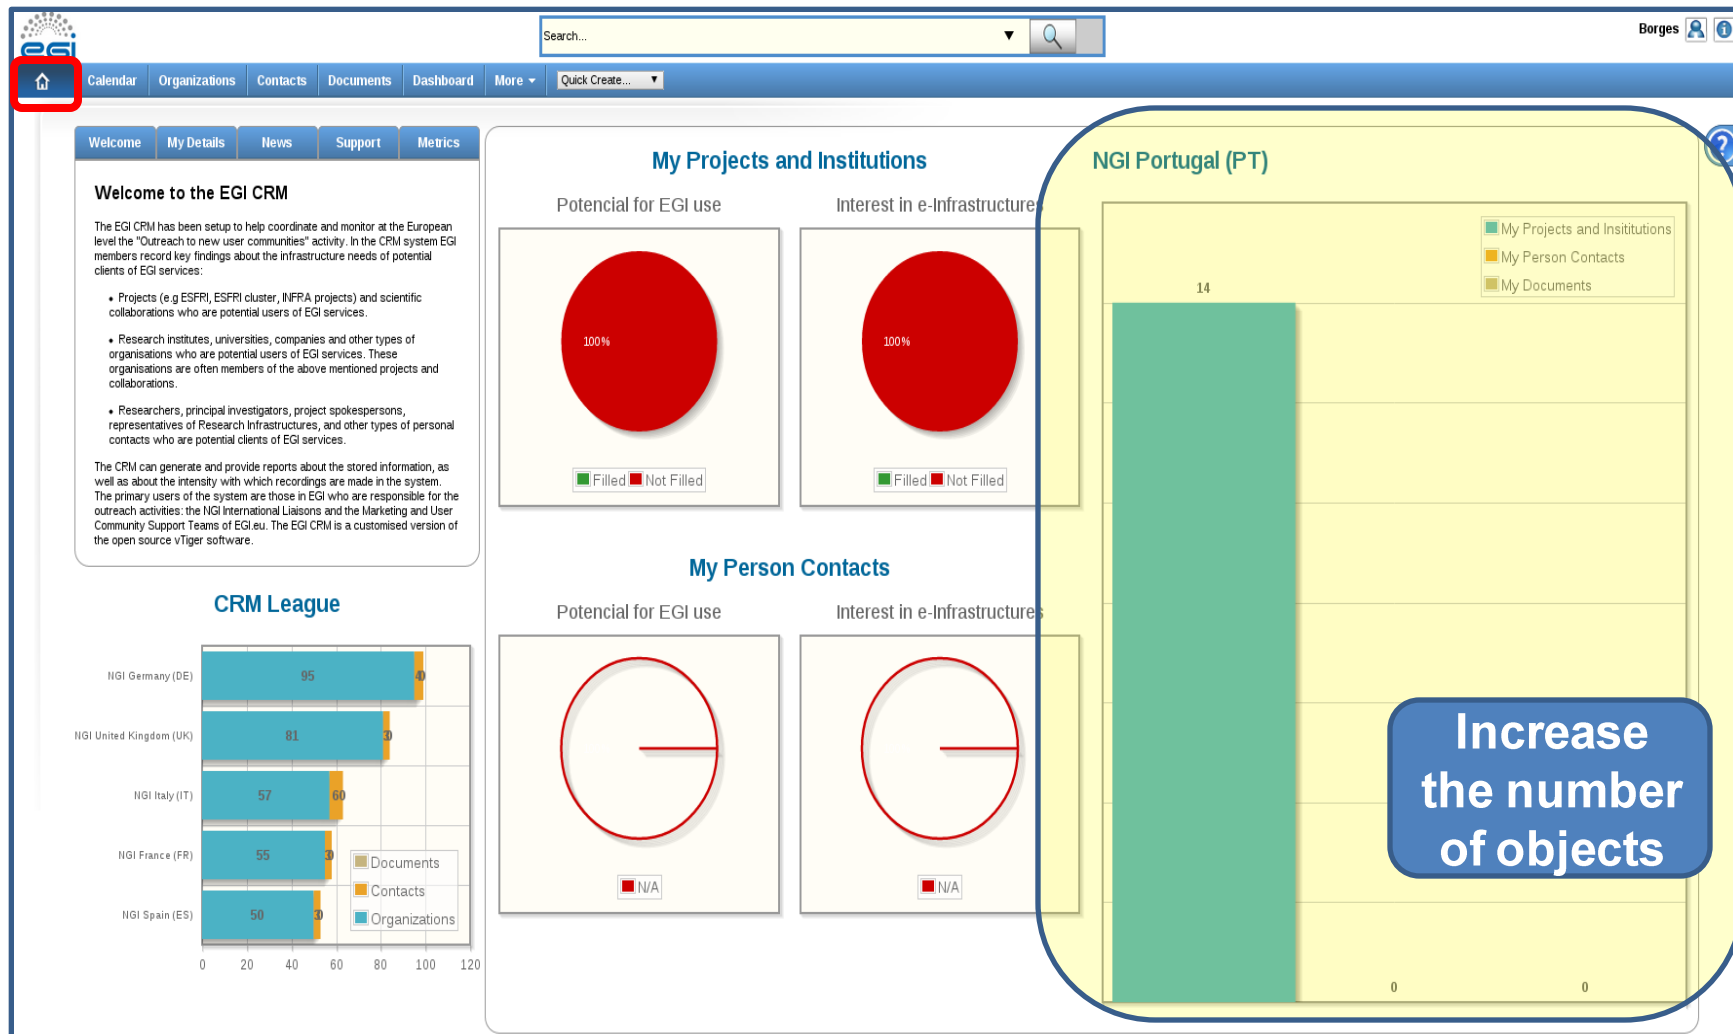 egi
Search...
Borges
Calendar
Organizations
Contacts
Documents
Dashboard
More
Quick Create...
Welcome
My Details
News
Support
Metrics
Welcome to the EGI CRM
The EGI CRM has been setup to help coordinate and monitor at the European
level the "Outreach to new user communities" activity. In the CRM system EGI
members record key findings about the infrastructure needs of potential
clients of EGI services:
• Projects (e.g ESFRI, ESFRI cluster, INFRA projects) and scientific
collaborations who are potential users of EGI services.
• Research institutes, universities, companies and other types of
organisations who are potential users of EGI services. These
organisations are often members of the above mentioned projects and
collaborations.
• Researchers, principal investigators, project spokespersons,
representatives of Research Infrastructures, and other types of personal
contacts who are potential clients of EGI services.
The CRM can generate and provide reports about the stored information, as
well as about the intensity with which recordings are made in the system.
The primary users of the system are those in EGI who are responsible for the
outreach activities: the NGI International Liaisons and the Marketing and User
Community Support Teams of EGI.eu. The EGI CRM is a customised version of
the open source vTiger software.
CRM League
NGI Germany (DE)
95
4
0
NGI United Kingdom (UK)
81
3
0
NGI Italy (IT)
57
6
0
NGI France (FR)
55
3
0
NGI Spain (ES)
50
3
0
Documents
Contacts
Organizations
0 20 40 60 80 100 120
My Projects and Institutions
Potencial for EGI use
100%
Filled Not Filled
Interest in e-Infrastructures
100%
Filled Not Filled
My Person Contacts
Potencial for EGI use
N/A
Interest in e-Infrastructures
N/A
NGI Portugal (PT)
?
My Projects and Insititutions
My Person Contacts
My Documents
14
0
0
Increase
the number
of objects